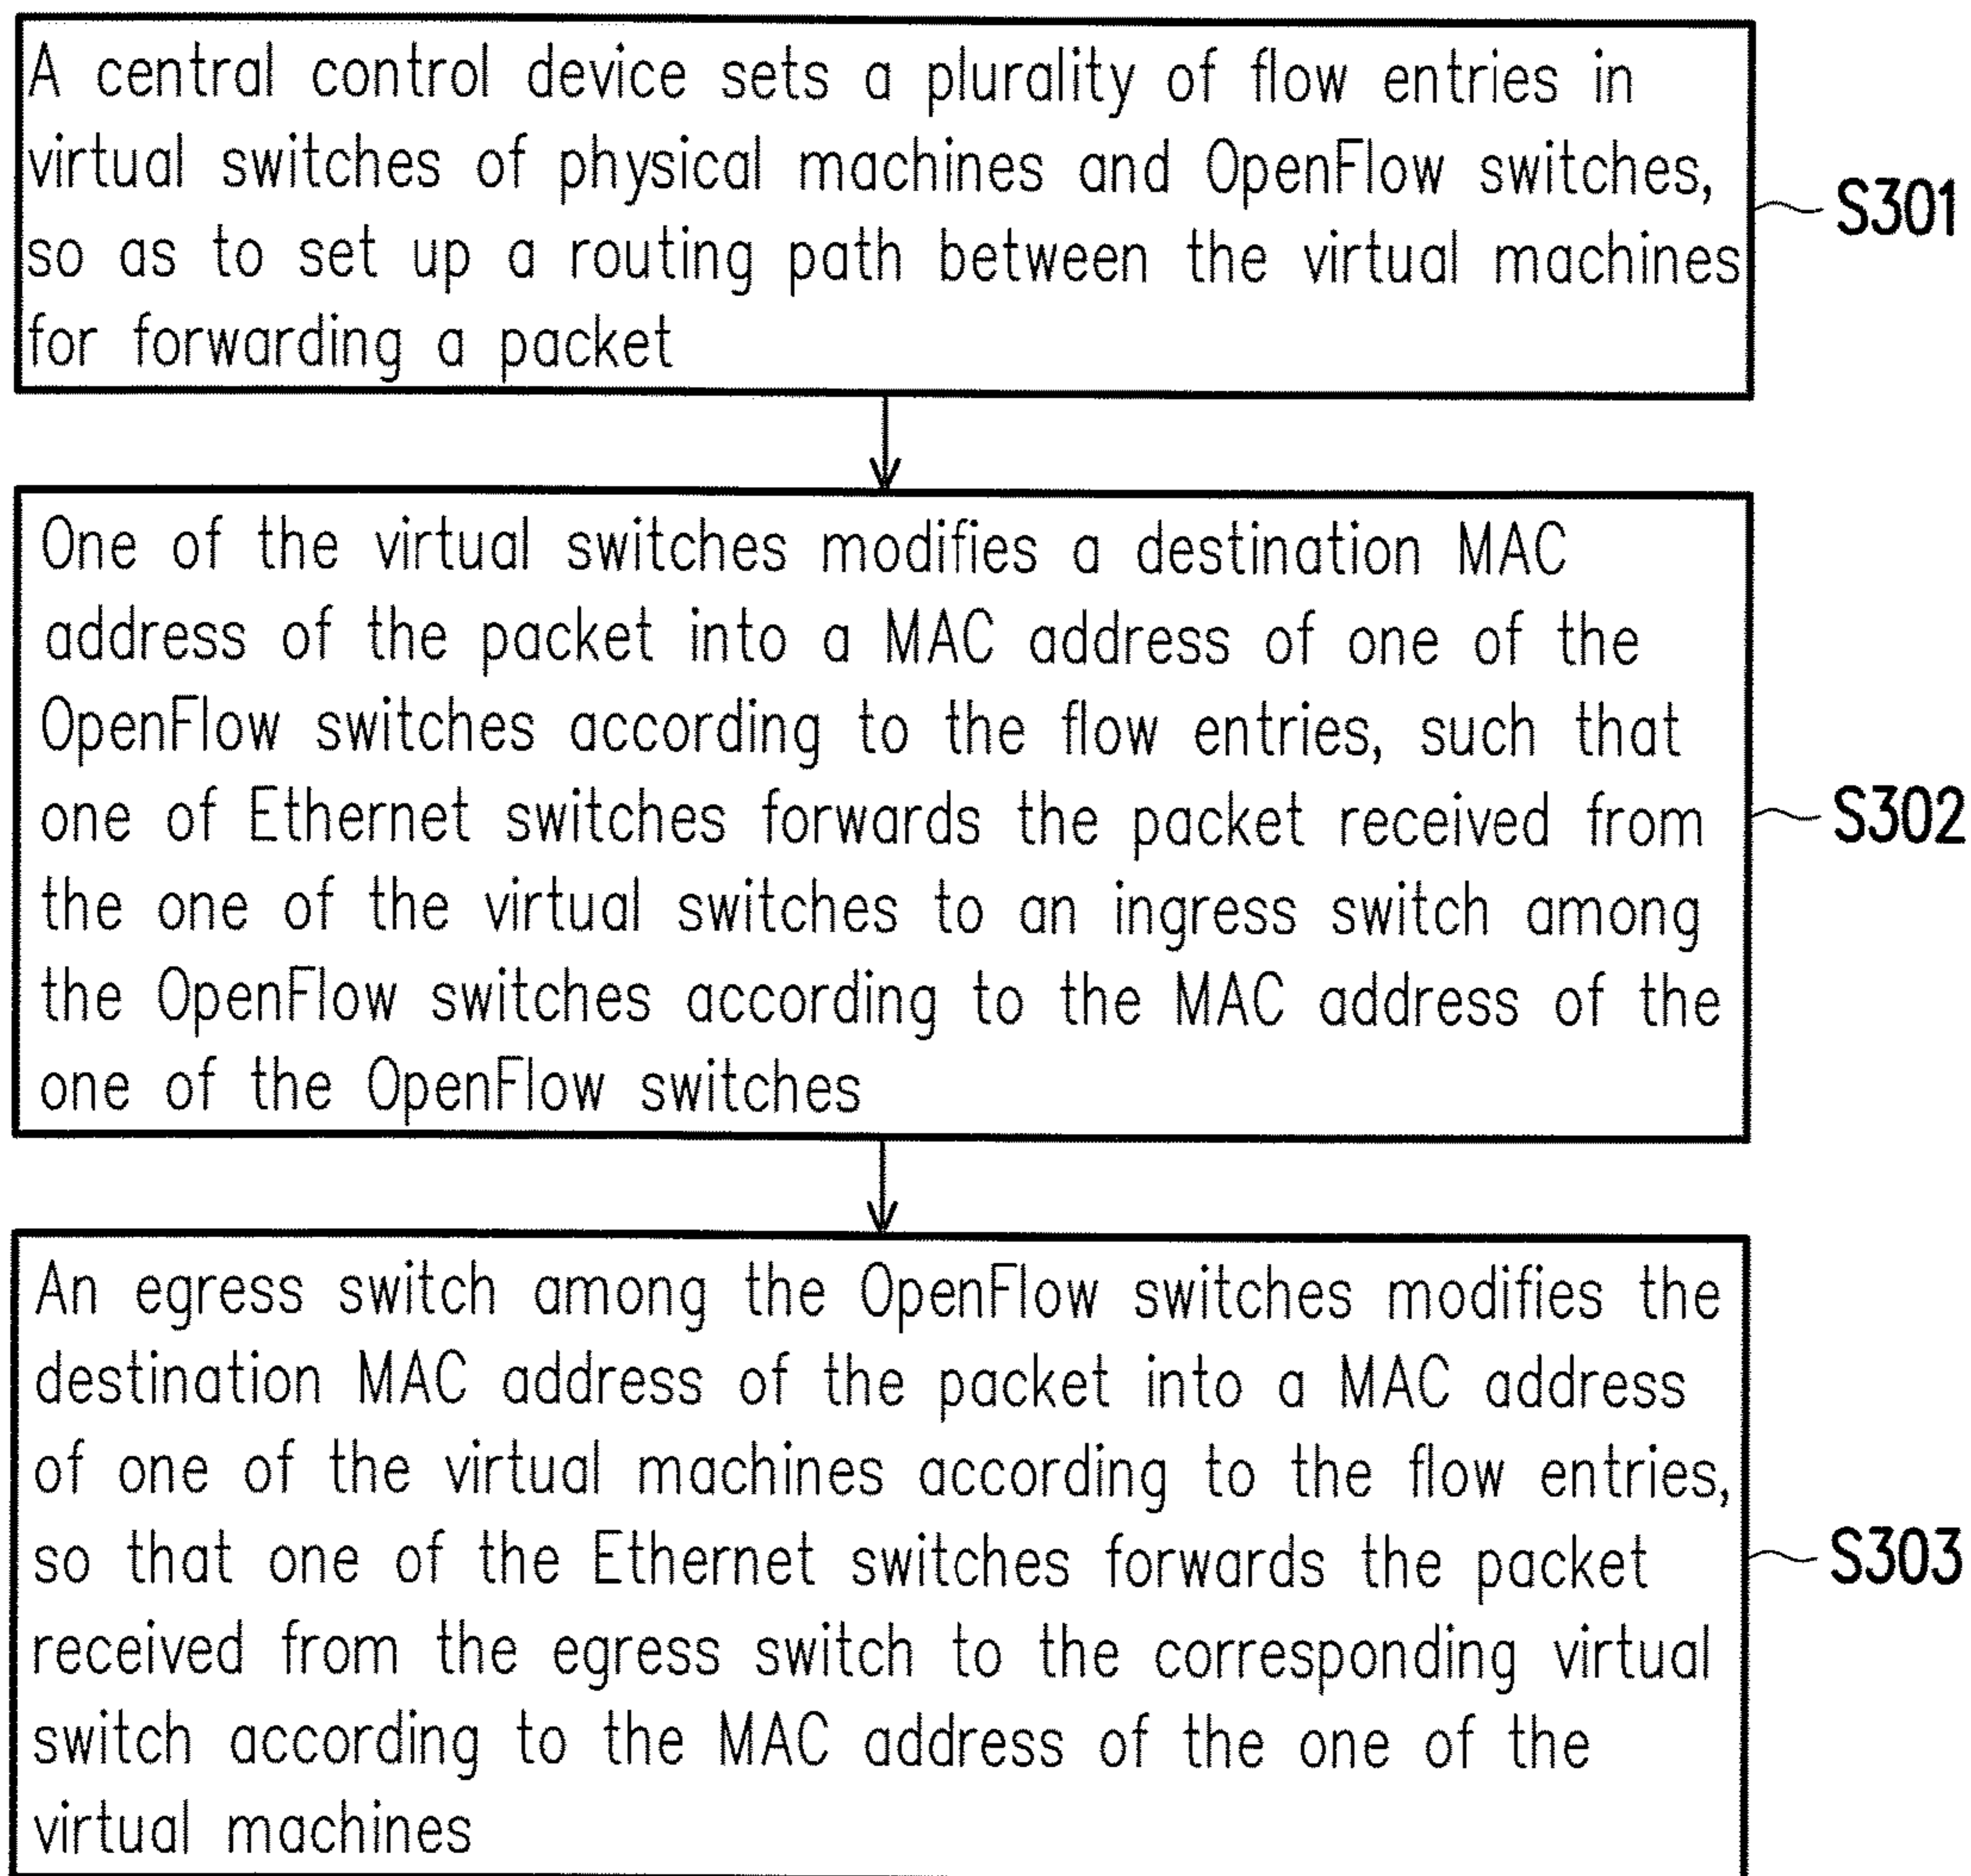 A central control device sets a plurality of flow entries in
virtual switches of physical machines and OpenFlow switches,
so as to set up a routing path between the virtual machines
for forwarding a packet
S301
One of the virtual switches modifies a destination MAC
address of the packet into a MAC address of one of the
OpenFlow switches according to the flow entries, such that
one of Ethernet switches forwards the packet received from
the one of the virtual switches to an ingress switch among
the OpenFlow switches according to the MAC address of the
one of the OpenFlow switches
S302
An egress switch among the OpenFlow switches modifies the
destination MAC address of the packet into a MAC address
of one of the virtual machines according to the flow entries,
so that one of the Ethernet switches forwards the packet
received from the egress switch to the corresponding virtual
switch according to the MAC address of the one of the
virtual machines
S303